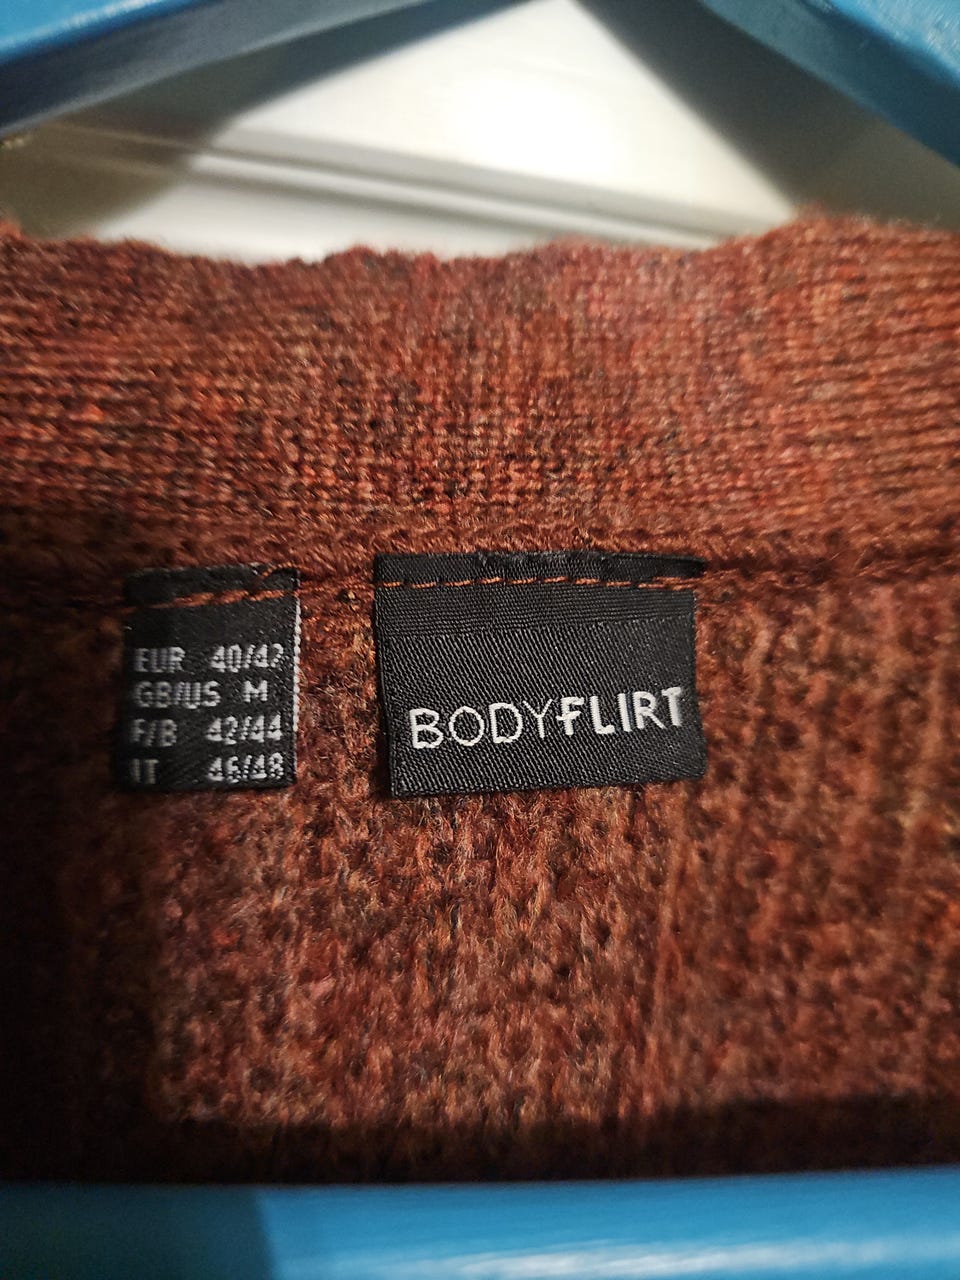 EUR 40/42
GB/US M
F/B 42/44
IT 46/48
BODYFLIRT